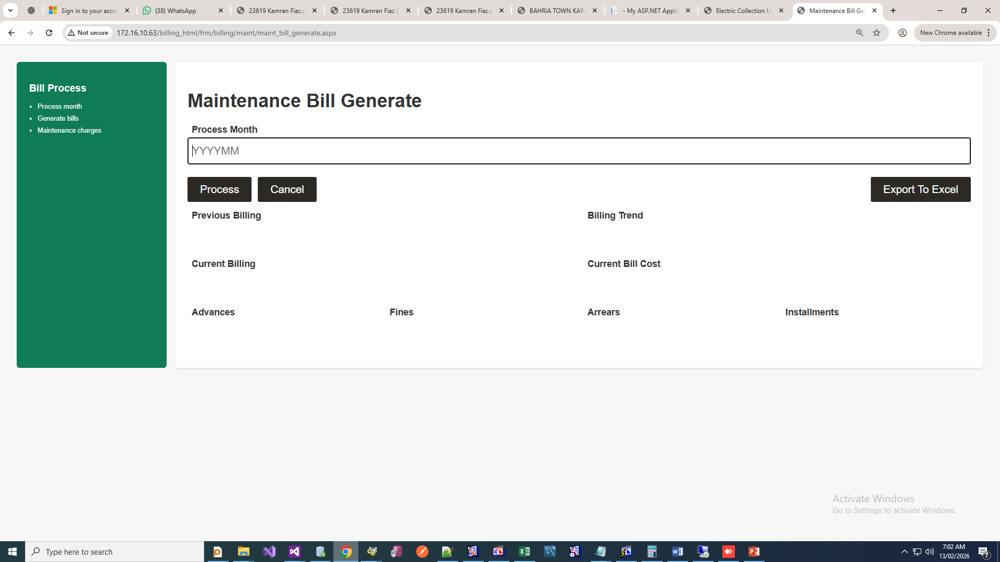 Sign in to your accou
(38) WhatsApp
23619 Kamran Fiaz.p
23619 Kamran Fiaz (
23619 Kamran Fiaz.p
BAHRIA TOWN KARA
- My ASP.NET Applic
Electric Collection U
Maintenance Bill Ge
Not secure
172.16.10.63/billing_html/frm/billing/maint/maint_bill_generate.aspx
New Chrome available
Bill Process
• Process month
• Generate bills
• Maintenance charges
Maintenance Bill Generate
Process Month
YYYYMM
Process
Cancel
Export To Excel
Previous Billing
Billing Trend
Current Billing
Current Bill Cost
Advances
Fines
Arrears
Installments
Activate Windows
Go to Settings to activate Windows.
Type here to search
7:02 AM
13/02/2026
7